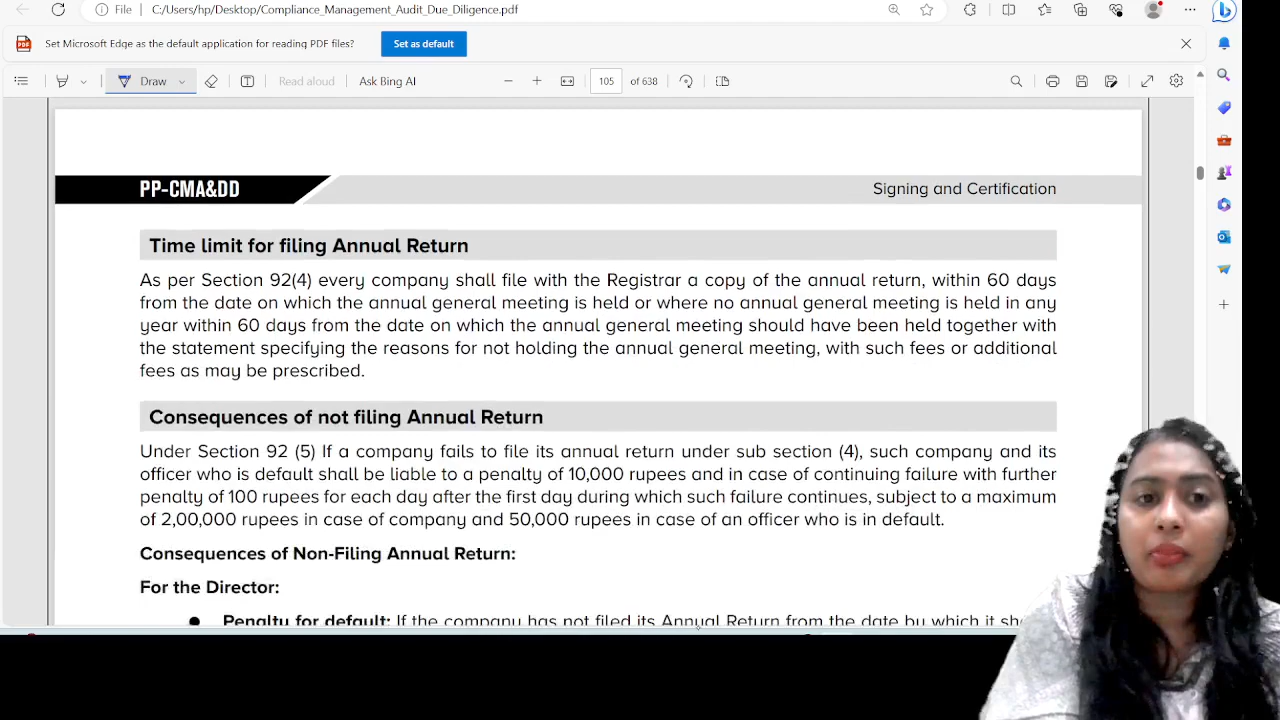 File C:/Users/hp/Desktop/Compliance_Management_Audit_Due_Diligence.pdf
Set Microsoft Edge as the default application for reading PDF files? Set as default
Draw Read aloud Ask Bing AI 105 of 638
PP-CMA&DD Signing and Certification
Time limit for filing Annual Return
As per Section 92(4) every company shall file with the Registrar a copy of the annual return, within 60 days
from the date on which the annual general meeting is held or where no annual general meeting is held in any
year within 60 days from the date on which the annual general meeting should have been held together with
the statement specifying the reasons for not holding the annual general meeting, with such fees or additional
fees as may be prescribed.
Consequences of not filing Annual Return
Under Section 92 (5) If a company fails to file its annual return under sub section (4), such company and its
officer who is default shall be liable to a penalty of 10,000 rupees and in case of continuing failure with further
penalty of 100 rupees for each day after the first day during which such failure continues, subject to a maximum
of 2,00,000 rupees in case of company and 50,000 rupees in case of an officer who is in default.
Consequences of Non-Filing Annual Return:
For the Director:
● Penalty for default: If the company has not filed its Annual Return from the date by which it